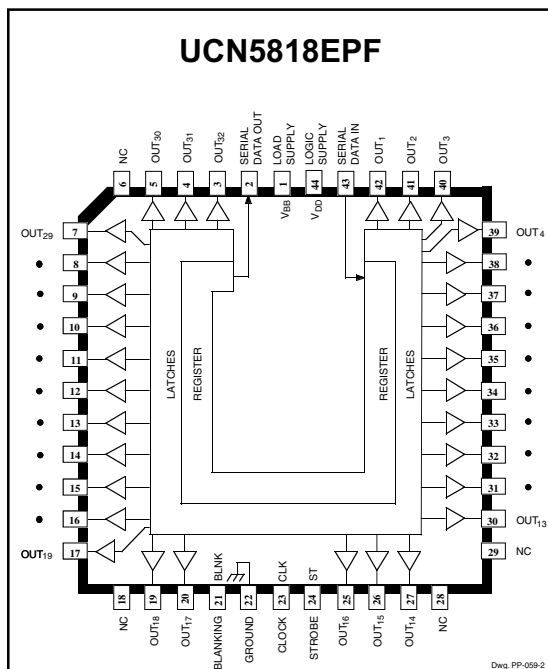 UCN5818EPF
NC
OUT30
OUT31
OUT32
SERIAL
DATA OUT
LOAD
SUPPLY
LOGIC
SUPPLY
SERIAL
DATA IN
OUT1
OUT2
OUT3
6
5
4
3
2
1
44
43
42
41
40
VBB
VDD
OUT29
7
39
OUT4
8
38
9
37
10
36
11
35
12
34
13
33
14
32
15
31
16
30
OUT13
OUT19
17
29
NC
LATCHES
REGISTER
REGISTER
LATCHES
BLNK
CLK
ST
18
19
20
21
22
23
24
25
26
27
28
NC
OUT18
OUT17
BLANKING
GROUND
CLOCK
STROBE
OUT16
OUT15
OUT14
NC
Dwg. PP-059-2